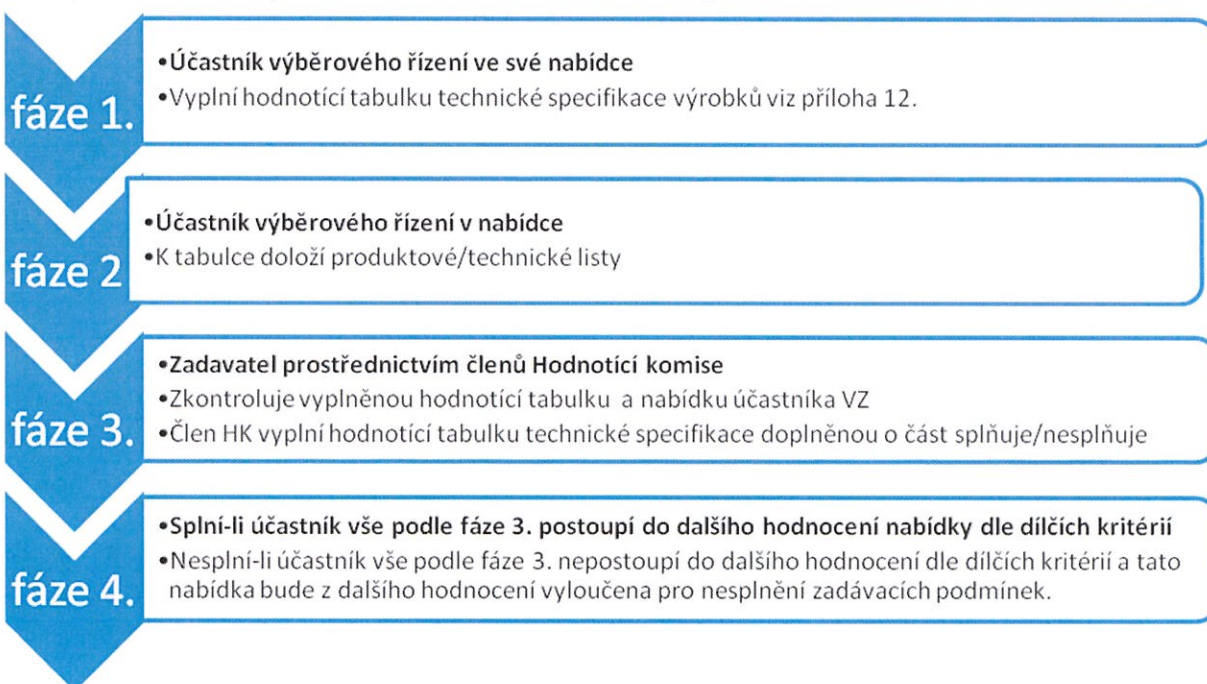 fáze 1.
•Účastník výběrového řízení ve své nabídce
•Vyplní hodnotící tabulku technické specifikace výrobků viz příloha 12.
fáze 2
•Účastník výběrového řízení v nabídce
•K tabulce doloží produktové/technické listy
fáze 3.
•Zadavatel prostřednictvím členů Hodnotící komise
•Zkontroluje vyplněnou hodnotící tabulku a nabídku účastníka VZ
•Člen HK vyplní hodnotící tabulku technické specifikace doplněnou o část splňuje/nesplňuje
fáze 4.
•Splní-li účastník vše podle fáze 3. postoupí do dalšího hodnocení nabídky dle dílčích kritérií
•Nesplní-li účastník vše podle fáze 3. nepostoupí do dalšího hodnocení dle dílčích kritérií a tato
nabídka bude z dalšího hodnocení vyloučena pro nesplnění zadávacích podmínek.